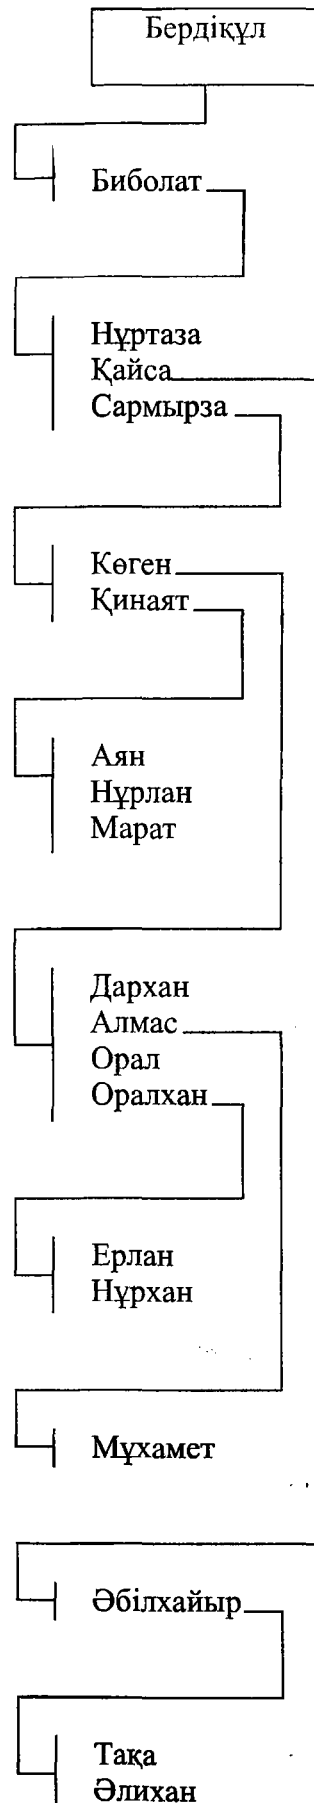 Бердіқұл
Биболат
Нұртаза
Қайса
Сармырза
Көген
Қинаят
Аян
Нұрлан
Марат
Дархан
Алмас
Орал
Оралхан
Ерлан
Нұрхан
Мұхамет
Әбілхайыр
Тақа
Әлихан